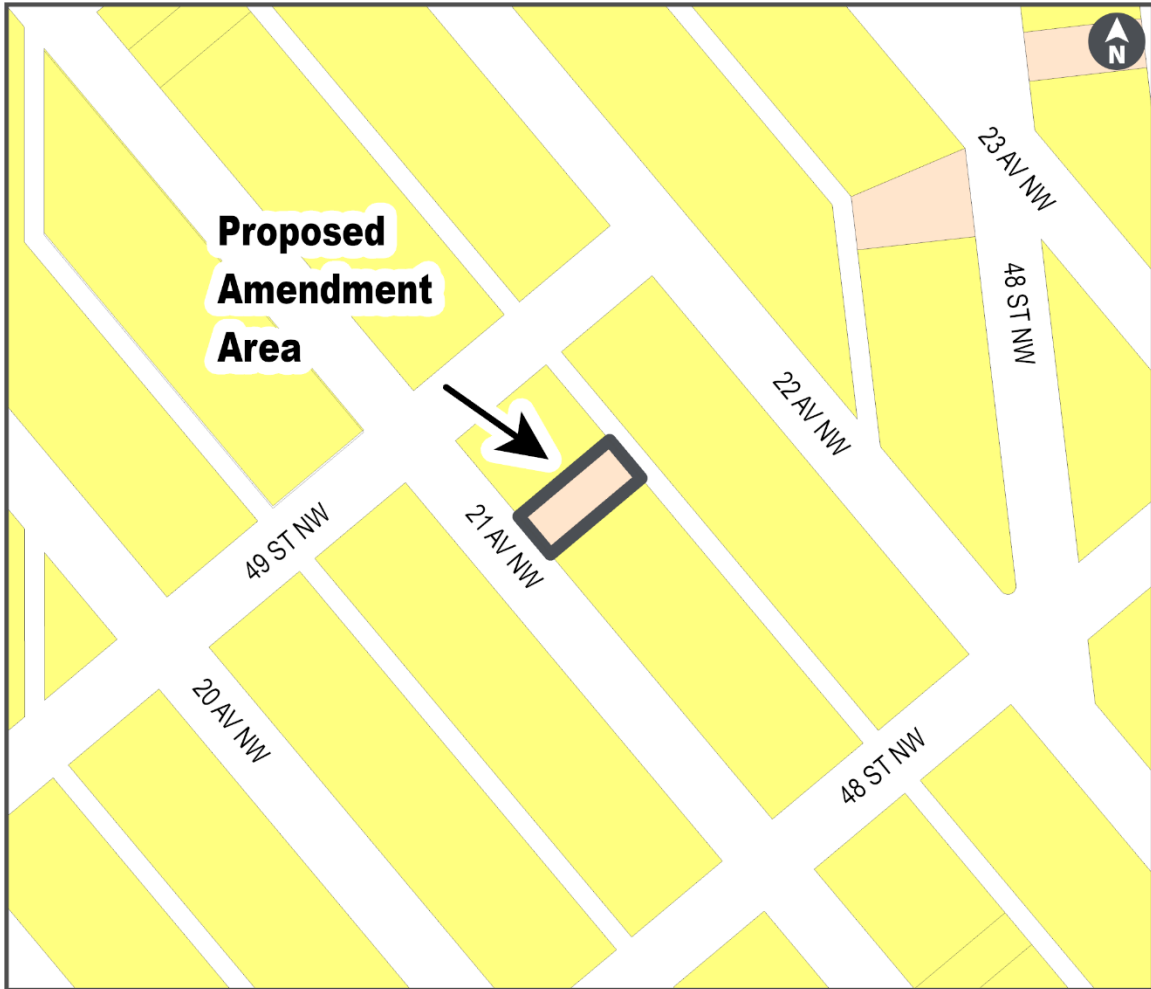 N
23 AV NW
Proposed
Amendment
Area
48 ST NW
22 AV NW
21 AV NW
49 ST NW
20 AV NW
48 ST NW